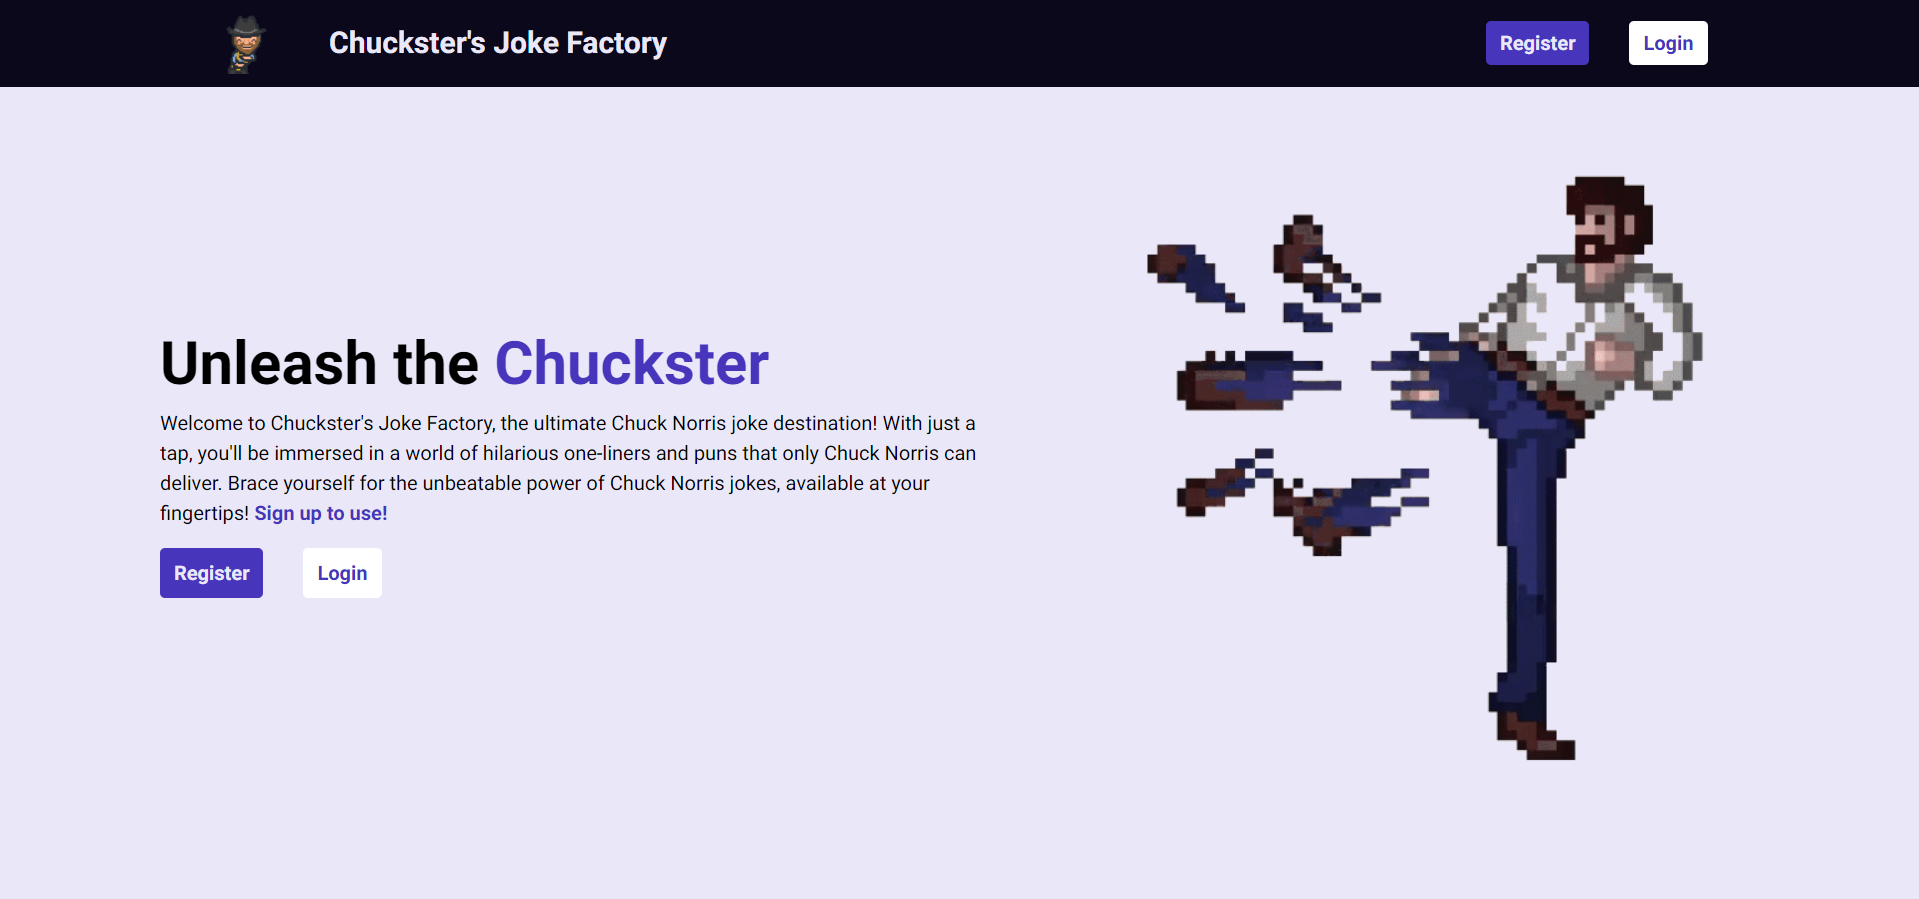 Chuckster's Joke Factory
Register
Login
Unleash the Chuckster
Welcome to Chuckster's Joke Factory, the ultimate Chuck Norris joke destination! With just a
tap, you'll be immersed in a world of hilarious one-liners and puns that only Chuck Norris can
deliver. Brace yourself for the unbeatable power of Chuck Norris jokes, available at your
fingertips! Sign up to use!
Register
Login